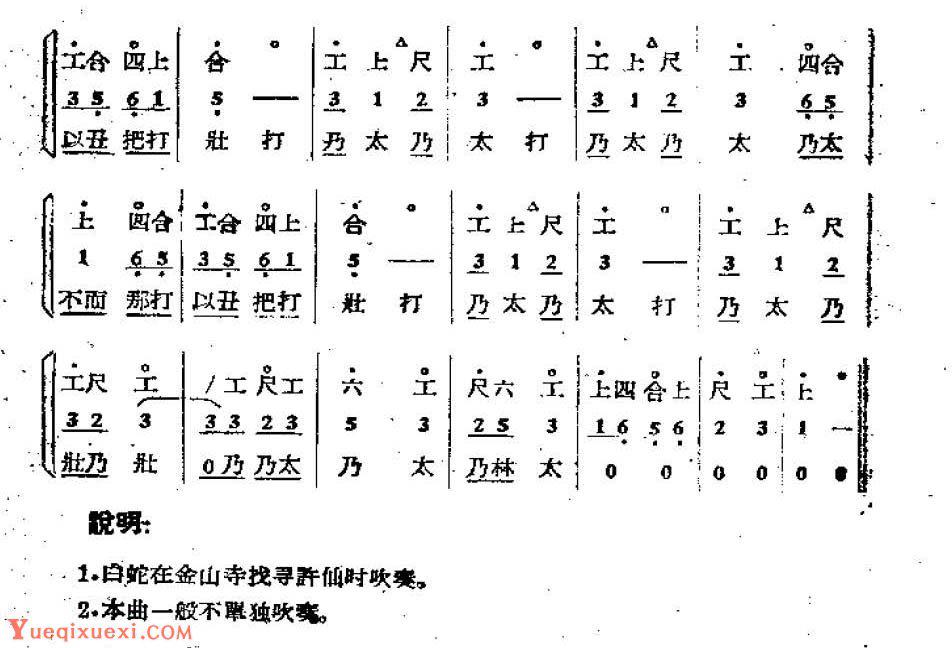 工合 四上 合 工上尺 工 工上尺 工 四合
3 5 6 1 5 — 3 1 2 3 — 3 1 2 3 6 5
以丑 把打 壯 打 乃太乃 太 打 乃太乃 太 乃太
上 四合 工合 四上 合 工上尺 工 工上尺
1 6 5 3 5 6 1 5 — 3 1 2 3 — 3 1 2
不而 那打 以丑 把打 壯 打 乃太乃 太 打 乃太乃
工尺 工 /工 尺工 六 工 尺六 工 上四 合上 尺 工 上
3 2 3 3 3 2 3 5 3 2 5 3 1 6 5 6 2 3 1 —
壯乃 壯 0乃 乃太 乃 太 乃林 太 0 0 0 0 0
說明:
1.白蛇在金山寺找寻許仙时吹奏。
2.本曲一般不單独吹奏。
Yueqixuexi.com